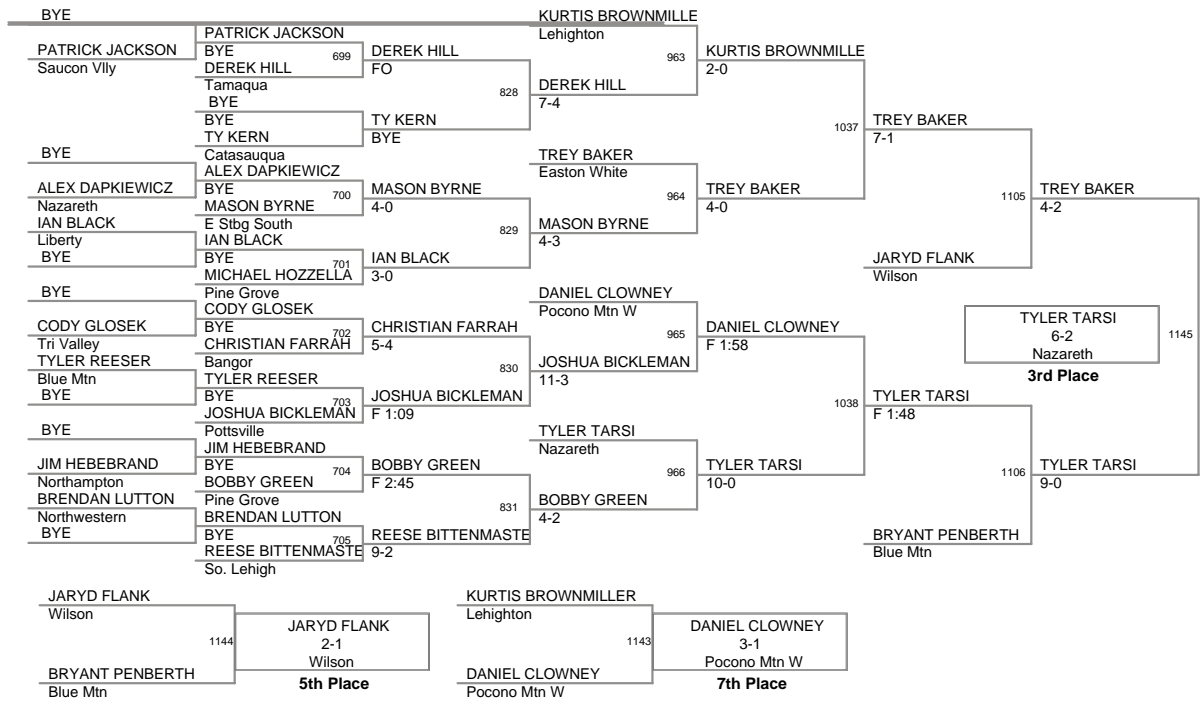 BYE
PATRICK JACKSON
Saucon Vlly
BYE
ALEX DAPKIEWICZ
Nazareth
IAN BLACK
Liberty
BYE
BYE
CODY GLOSEK
Tri Valley
TYLER REESER
Blue Mtn
BYE
BYE
JIM HEBEBRAND
Northampton
BRENDAN LUTTON
Northwestern
BYE
PATRICK JACKSON
BYE
699
DEREK HILL
Tamaqua
BYE
BYE
TY KERN
Catasauqua
ALEX DAPKIEWICZ
BYE
700
MASON BYRNE
E Stbg South
IAN BLACK
BYE
701
MICHAEL HOZZELLA
Pine Grove
CODY GLOSEK
BYE
702
CHRISTIAN FARRAH
Bangor
TYLER REESER
BYE
703
JOSHUA BICKLEMAN
Pottsville
JIM HEBEBRAND
BYE
704
BOBBY GREEN
Pine Grove
BRENDAN LUTTON
BYE
705
REESE BITTENMASTE
So. Lehigh
DEREK HILL
FO
828
TY KERN
BYE
MASON BYRNE
4-0
829
IAN BLACK
3-0
CHRISTIAN FARRAH
5-4
830
JOSHUA BICKLEMAN
F 1:09
BOBBY GREEN
F 2:45
831
REESE BITTENMASTE
9-2
KURTIS BROWNMILLE
Lehighton
963
DEREK HILL
7-4
TREY BAKER
Easton White
964
MASON BYRNE
4-3
DANIEL CLOWNEY
Pocono Mtn W
965
JOSHUA BICKLEMAN
11-3
TYLER TARSI
Nazareth
966
BOBBY GREEN
4-2
KURTIS BROWNMILLE
2-0
1037
TREY BAKER
4-0
DANIEL CLOWNEY
F 1:58
1038
TYLER TARSI
10-0
TREY BAKER
7-1
1105
JARYD FLANK
Wilson
TYLER TARSI
F 1:48
1106
BRYANT PENBERTH
Blue Mtn
TREY BAKER
4-2
1145
TYLER TARSI
9-0
TYLER TARSI
6-2
Nazareth
3rd Place
JARYD FLANK
Wilson
1144
BRYANT PENBERTH
Blue Mtn
JARYD FLANK
2-1
Wilson
5th Place
KURTIS BROWNMILLER
Lehighton
1143
DANIEL CLOWNEY
Pocono Mtn W
DANIEL CLOWNEY
3-1
Pocono Mtn W
7th Place